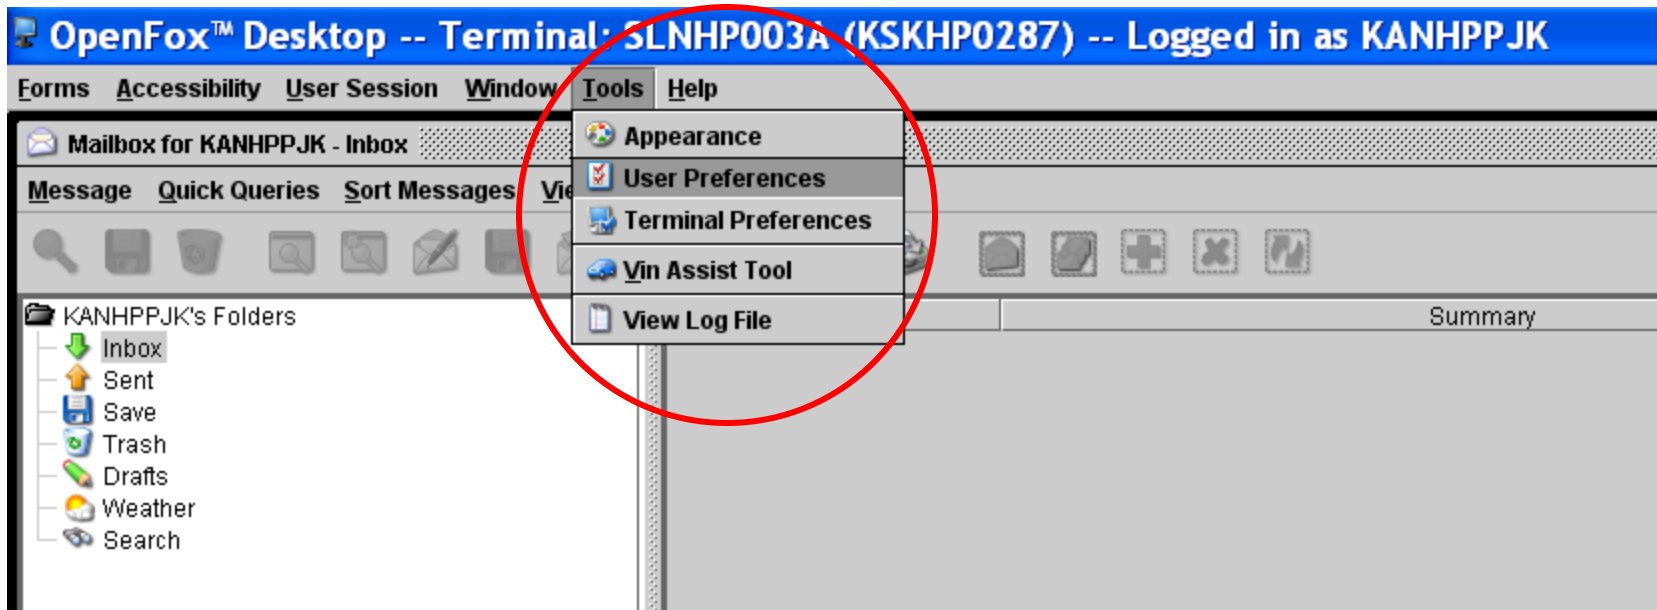 OpenFox™ Desktop -- Terminal: SLNHP003A (KSKHP0287) -- Logged in as KANHPPJK
Forms Accessibility User Session Window Tools Help
Mailbox for KANHPPJK - Inbox
Appearance
Message Quick Queries Sort Messages
User Preferences
Terminal Preferences
Vin Assist Tool
View Log File
Summary
KANHPPJK's Folders
Inbox
Sent
Save
Trash
Drafts
Weather
Search